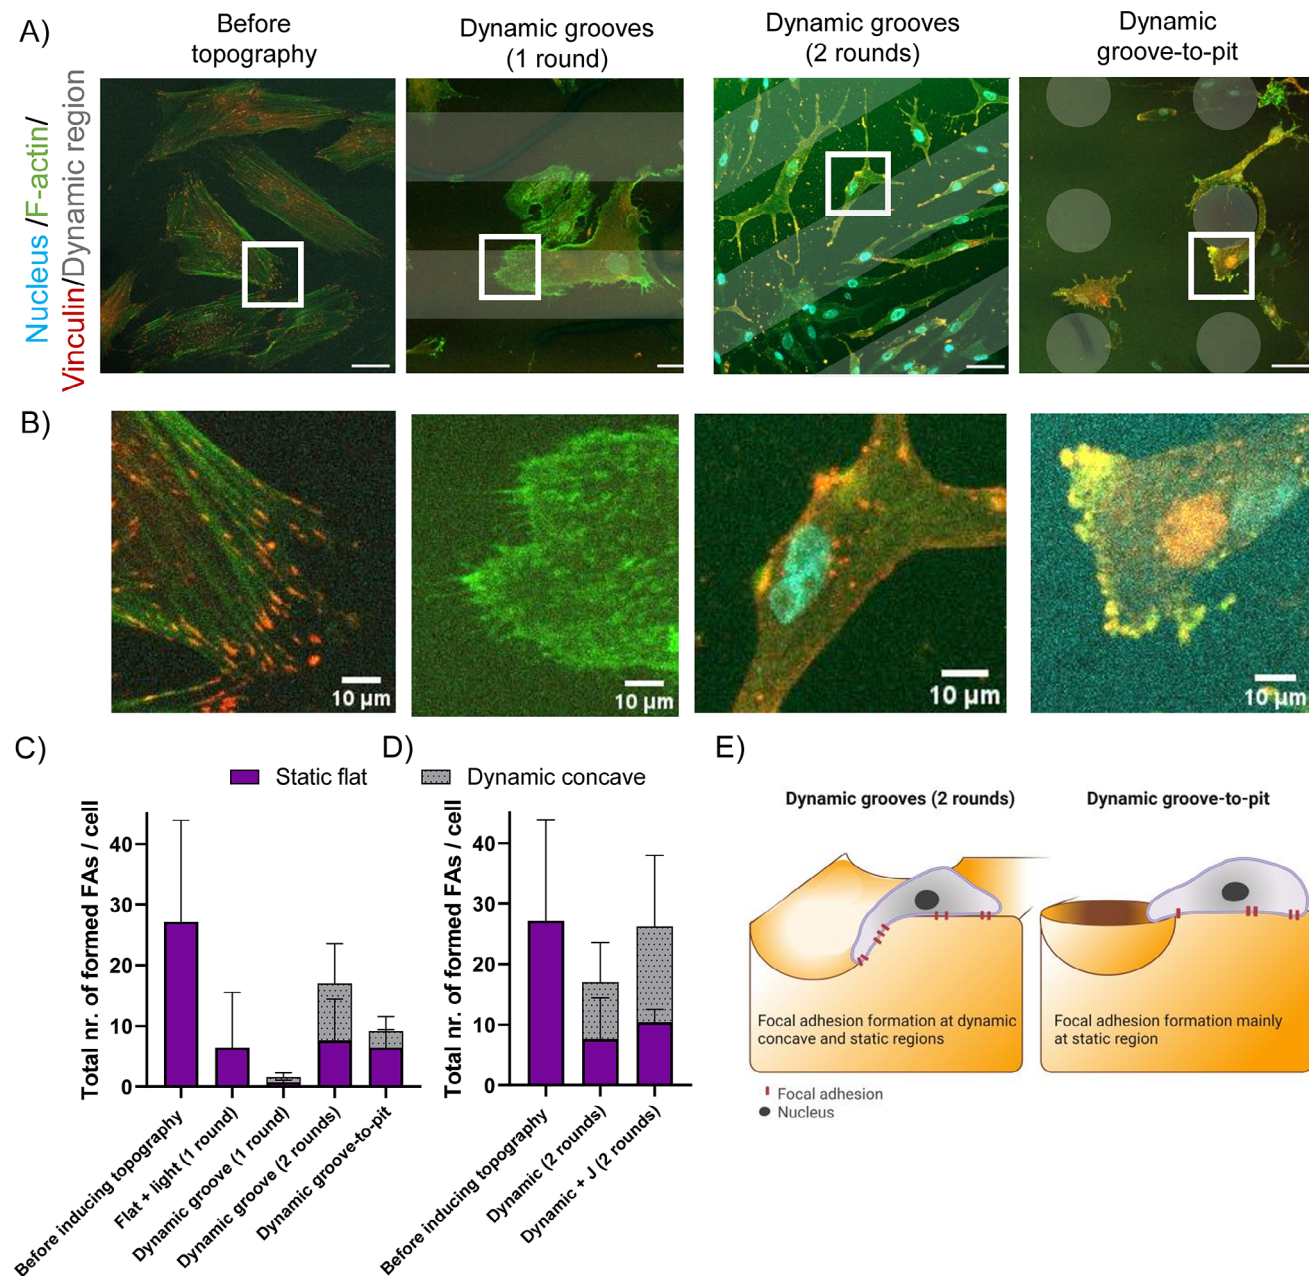 A)
Before
topography
Dynamic grooves
(1 round)
Dynamic grooves
(2 rounds)
Dynamic
groove-to-pit
Nucleus /F-actin/
Vinculin/Dynamic region
B)
10 µm
10 µm
10 µm
10 µm
C)
D)
Static flat
Dynamic concave
Total nr. of formed FAs / cell
40
30
20
10
0
Before inducing topography
Flat + light (1 round)
Dynamic groove (1 round)
Dynamic groove (2 rounds)
Dynamic groove-to-pit
Total nr. of formed FAs / cell
40
30
20
10
0
Before inducing topography
Dynamic (2 rounds)
Dynamic + J (2 rounds)
E)
Dynamic grooves (2 rounds)
Dynamic groove-to-pit
Focal adhesion formation at dynamic
concave and static regions
Focal adhesion formation mainly
at static region
Focal adhesion
Nucleus